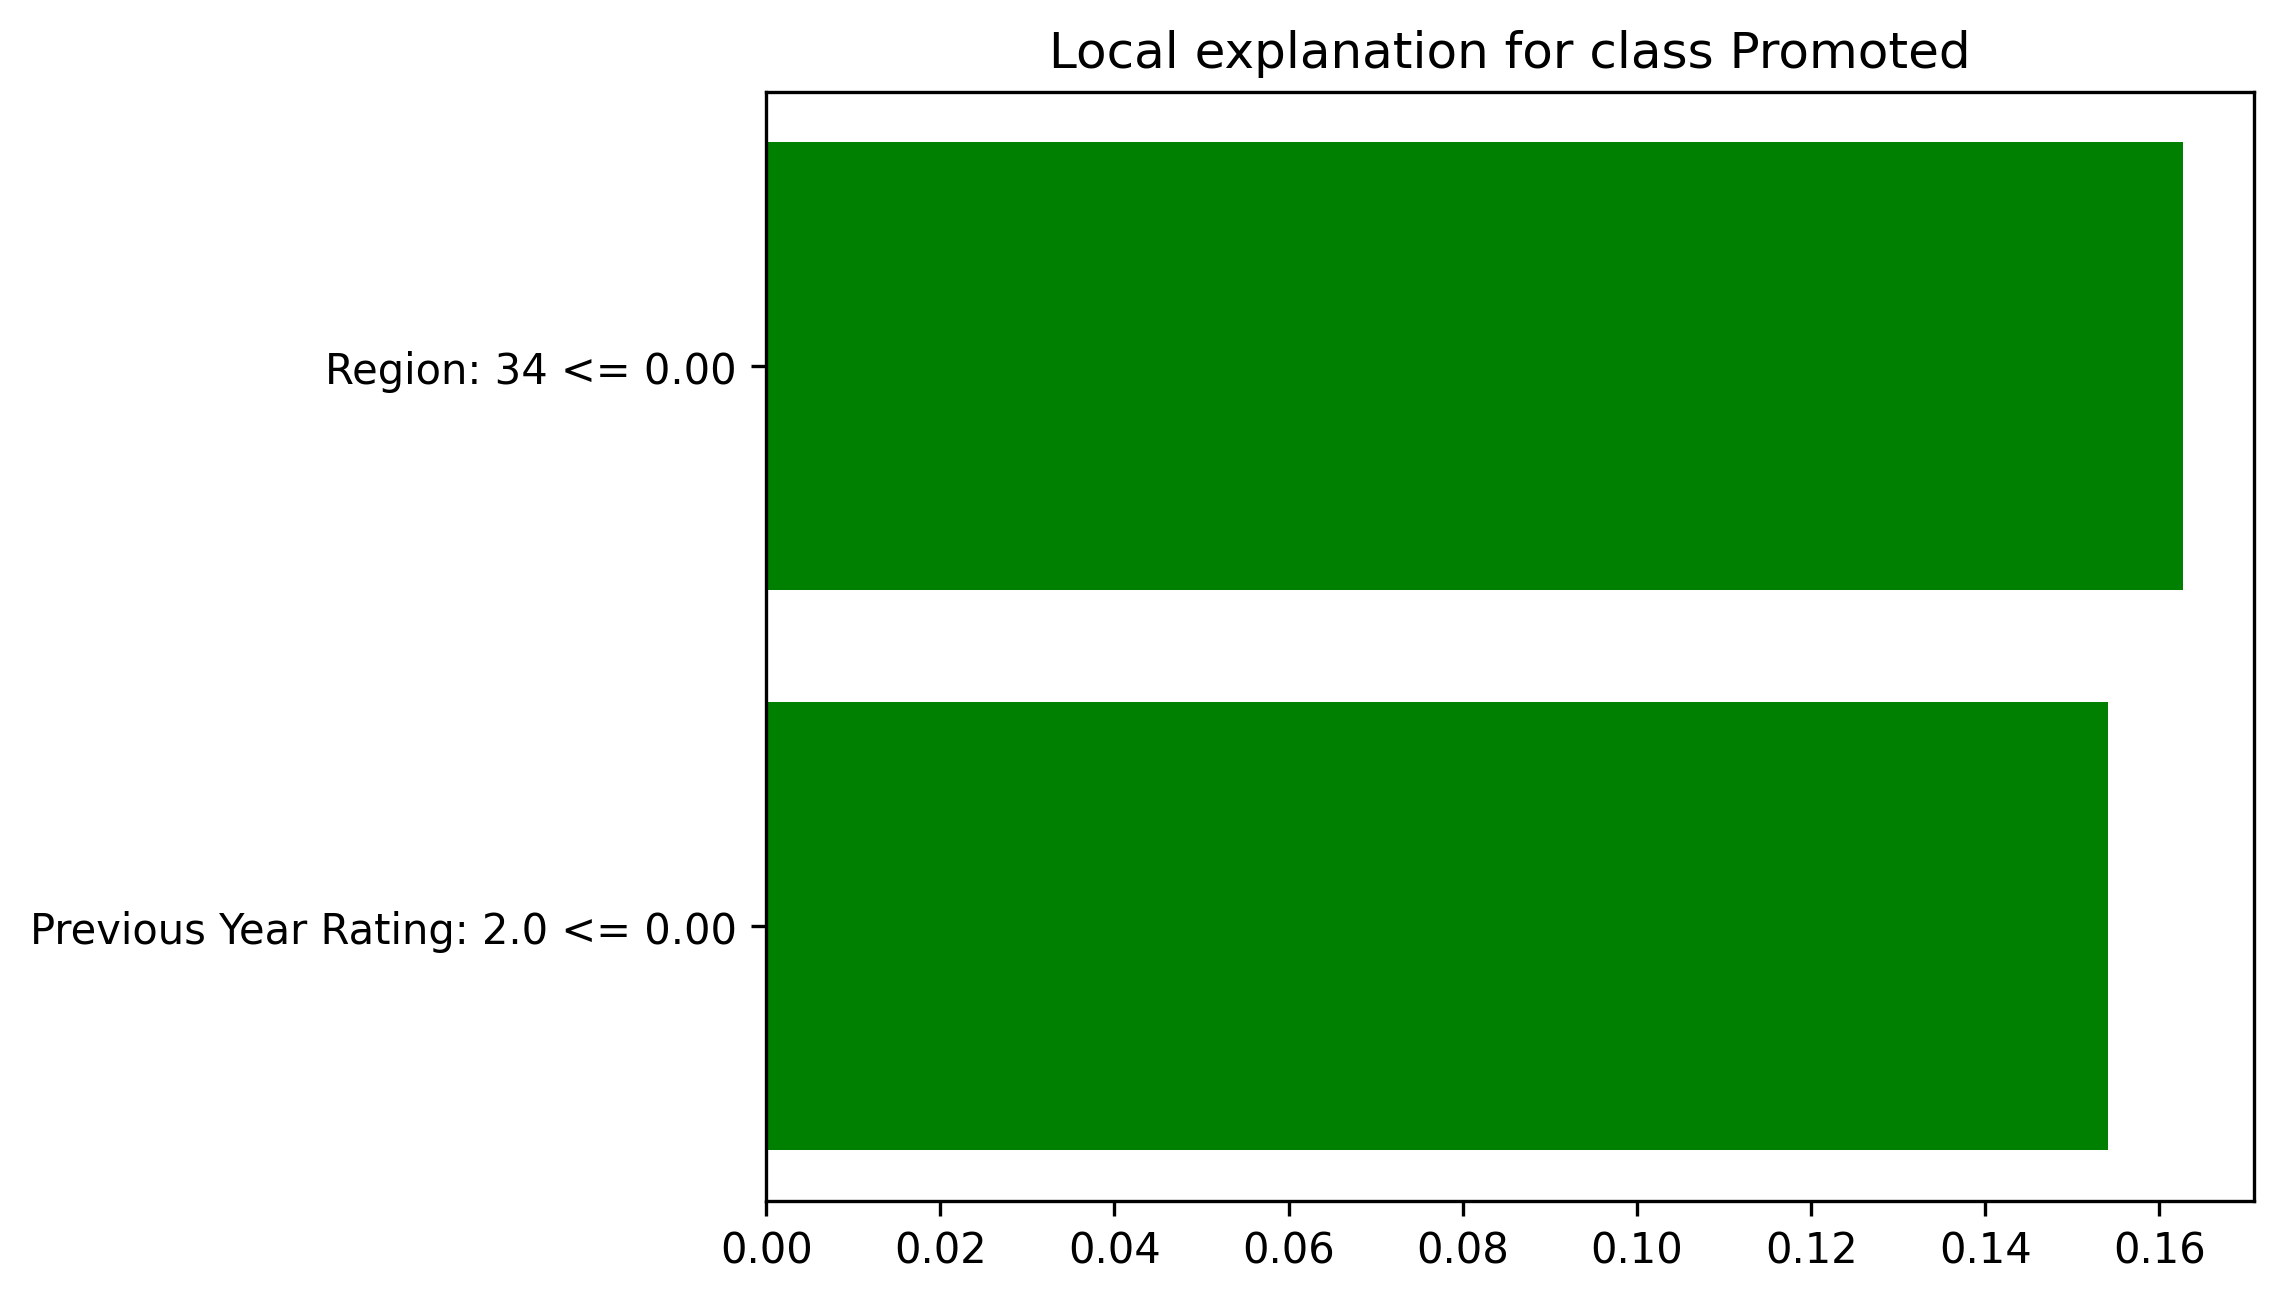 Local explanation for class Promoted
Region: 34 <= 0.00
Previous Year Rating: 2.0 <= 0.00
0.00 0.02 0.04 0.06 0.08 0.10 0.12 0.14 0.16